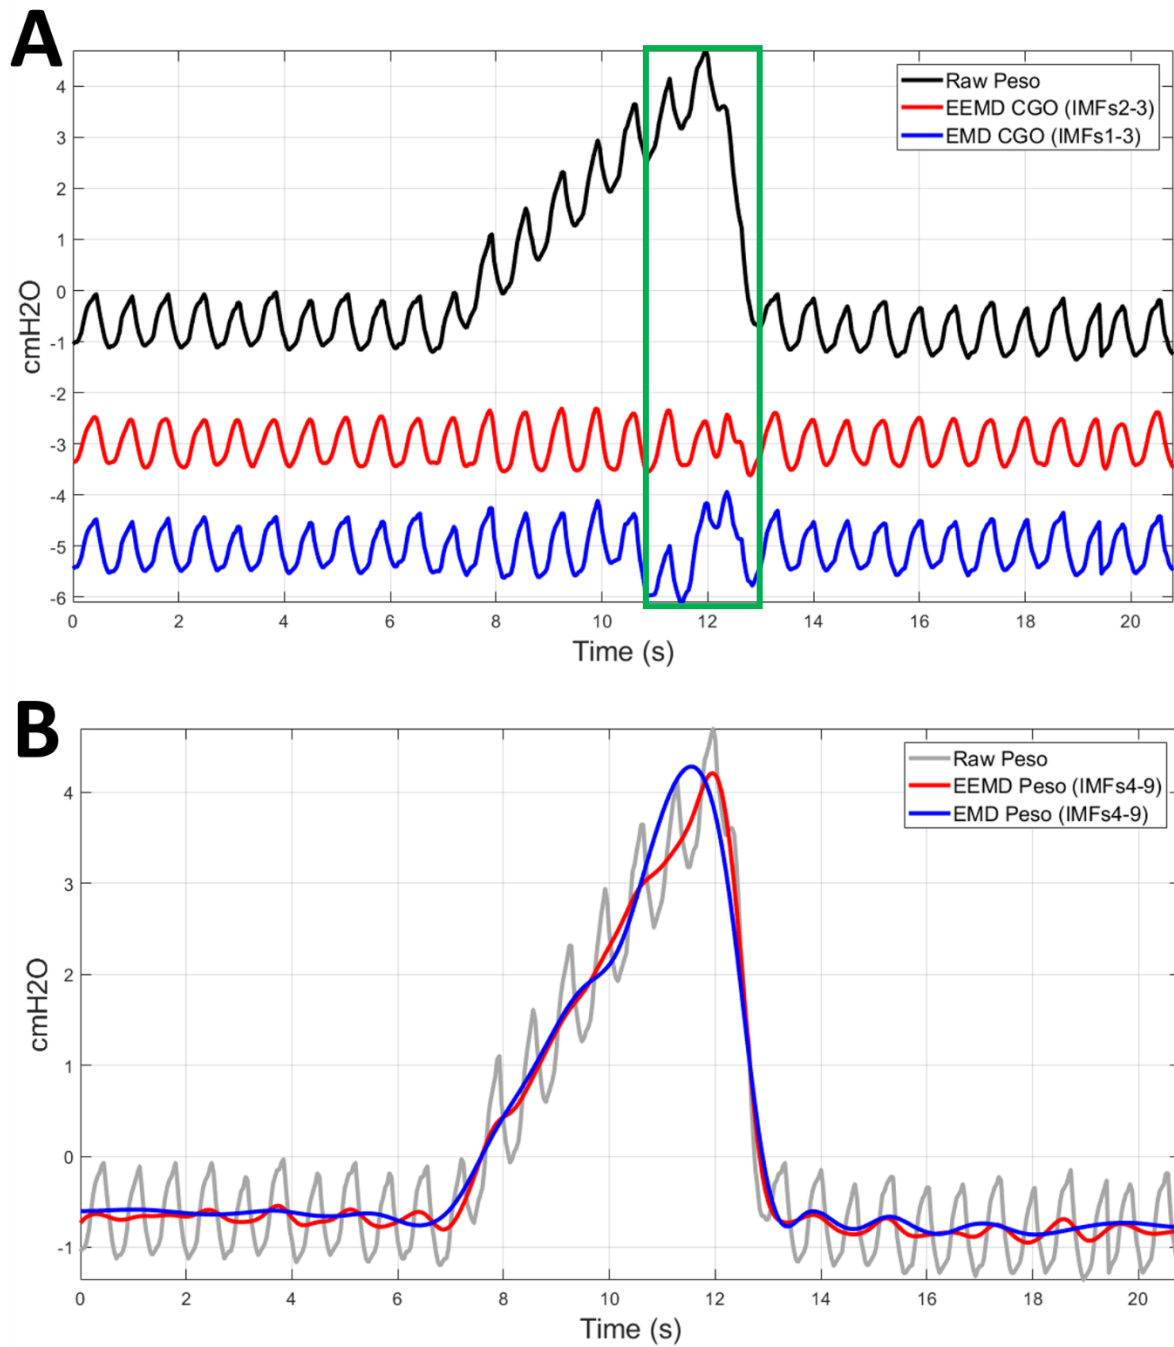 A
Raw Peso
EEMD CGO (IMFs2-3)
EMD CGO (IMFs1-3)
4
3
2
1
0
-1
-2
-3
-4
-5
-6
cmH2O
0 2 4 6 8 10 12 14 16 18 20
Time (s)
B
Raw Peso
EEMD Peso (IMFs4-9)
EMD Peso (IMFs4-9)
4
3
2
1
0
-1
cmH2O
0 2 4 6 8 10 12 14 16 18 20
Time (s)